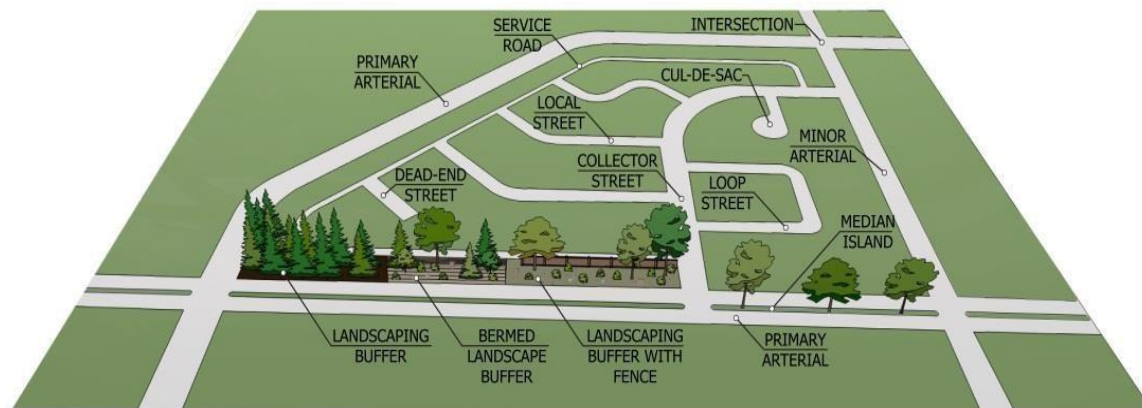 INTERSECTION
SERVICE
ROAD
PRIMARY
ARTERIAL
CUL-DE-SAC
LOCAL
STREET
MINOR
ARTERIAL
COLLECTOR
STREET
DEAD-END
STREET
LOOP
STREET
MEDIAN
ISLAND
LANDSCAPING
BUFFER
BERMED
LANDSCAPE
BUFFER
LANDSCAPING
BUFFER WITH
FENCE
PRIMARY
ARTERIAL